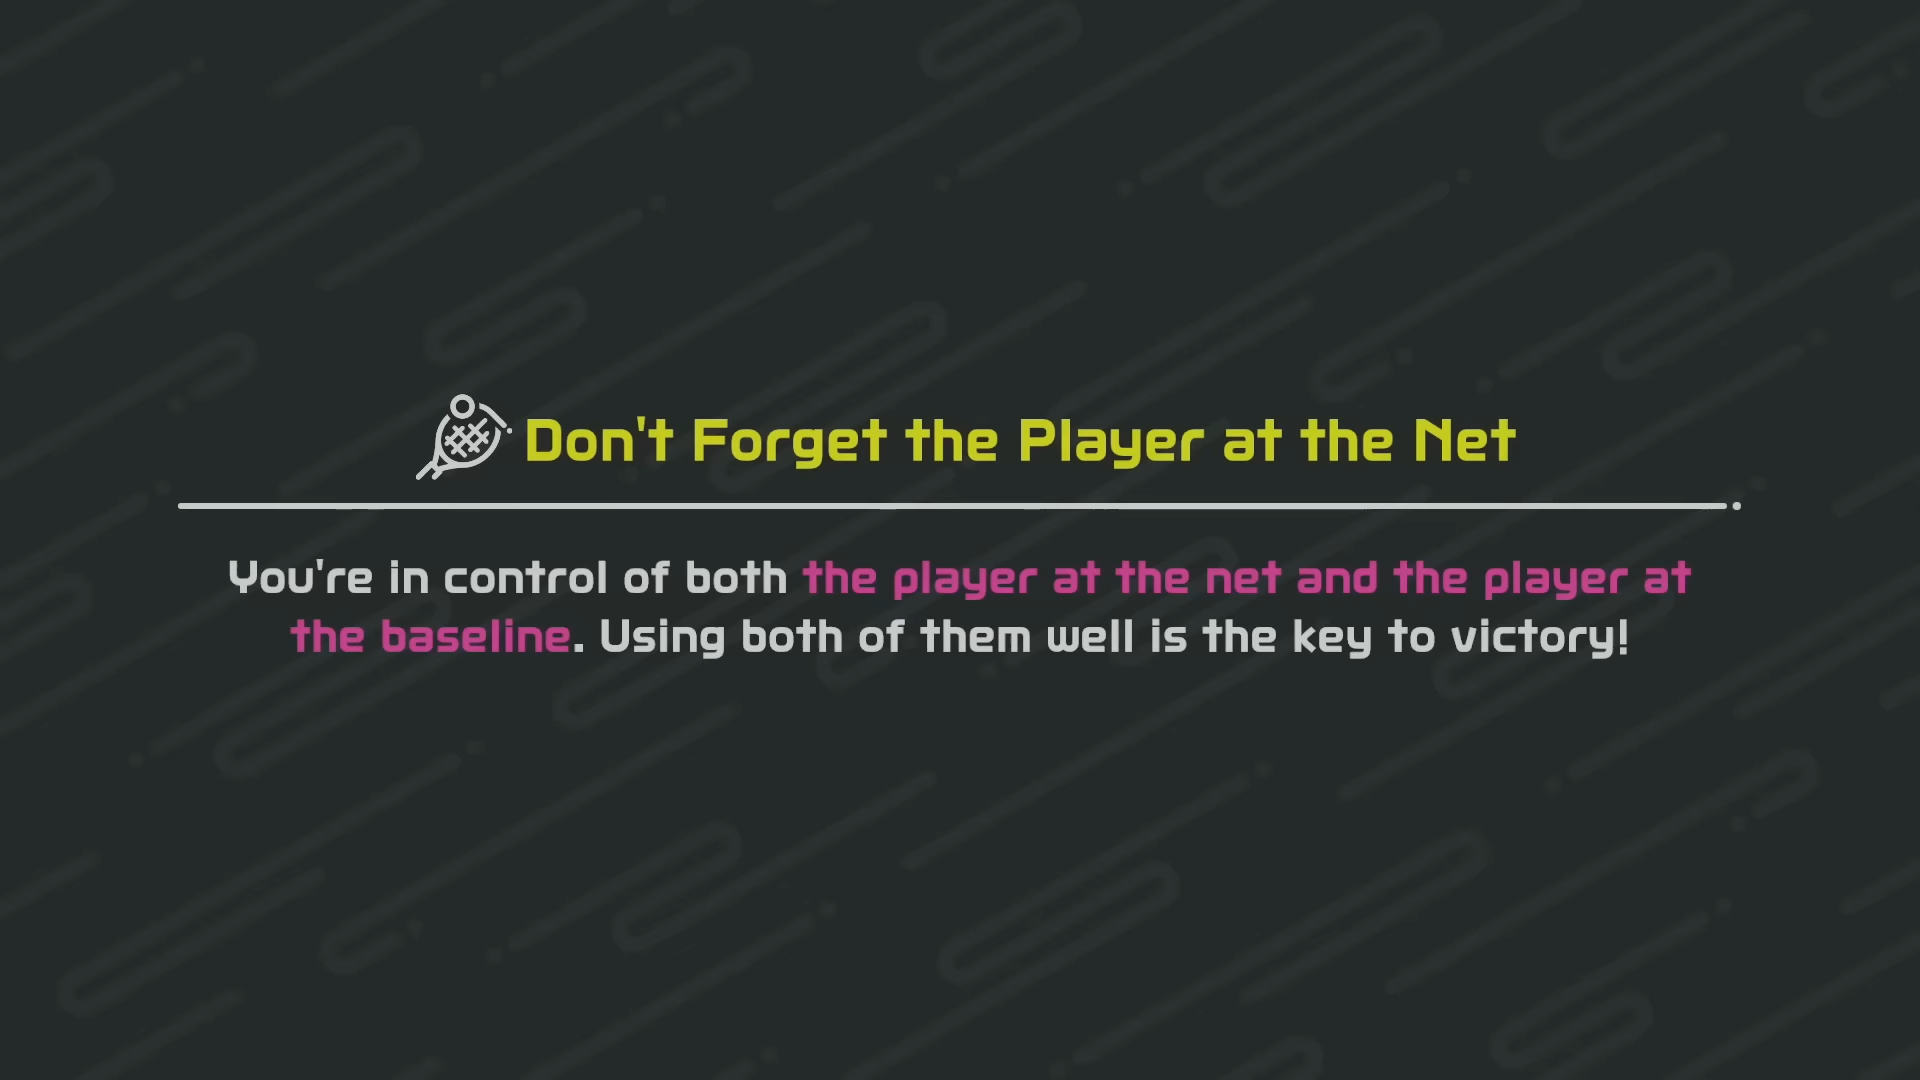 Don't Forget the Player at the Net
You're in control of both the player at the net and the player at
the baseline. Using both of them well is the key to victory!